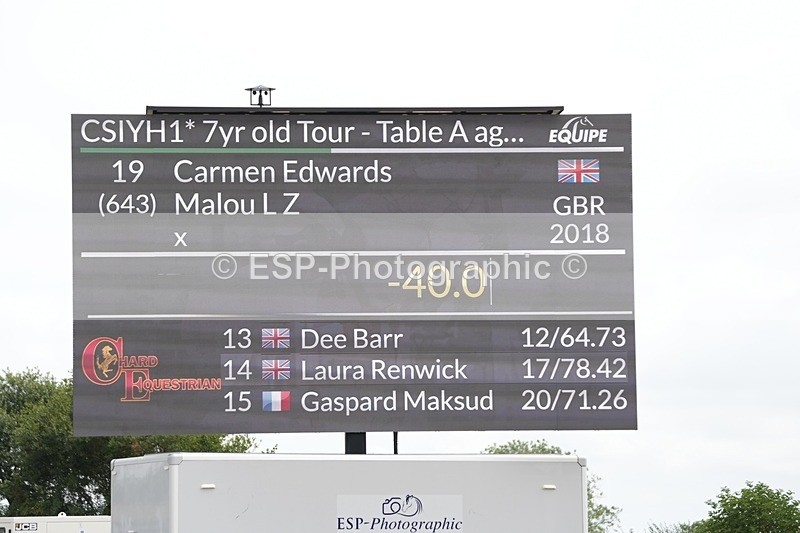 CSIYH1* 7yr old Tour - Table A ag... EQUIPE
19 Carmen Edwards
(643) Malou L Z GBR
x 2018
© ESP-Photographic ©
-40.0
13 Dee Barr 12/64.73
14 Laura Renwick 17/78.42
15 Gaspard Maksud 20/71.26
CHARD EQUESTRIAN
ESP-Photographic
JCB